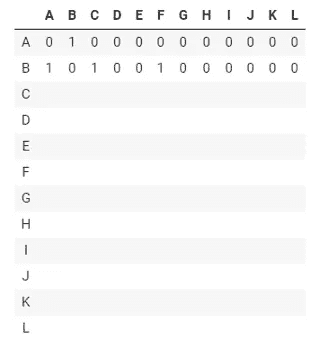 A B C D E F G H I J K L
A 0 1 0 0 0 0 0 0 0 0 0 0
B 1 0 1 0 0 1 0 0 0 0 0 0
C
D
E
F
G
H
I
J
K
L